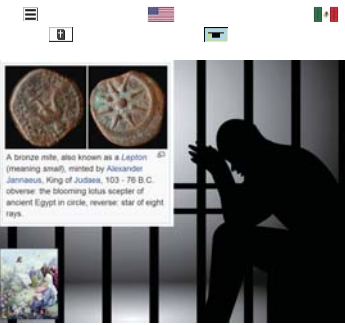 A bronze mite, also known as a Lepton
(meaning small), minted by Alexander
Jannaeus, King of Judaea, 103 - 76 B.C.
obverse: the blooming lotus scepter of
ancient Egypt in circle, reverse: star of eight
rays.